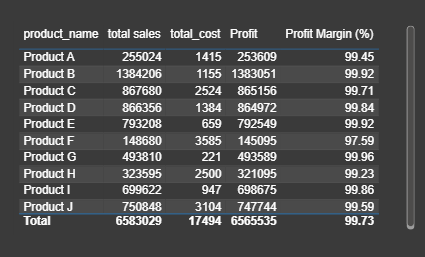 product_name total sales total_cost Profit Profit Margin (%)
Product A 255024 1415 253609 99.45
Product B 1384206 1155 1383051 99.92
Product C 867680 2524 865156 99.71
Product D 866356 1384 864972 99.84
Product E 793208 659 792549 99.92
Product F 148680 3585 145095 97.59
Product G 493810 221 493589 99.96
Product H 323595 2500 321095 99.23
Product I 699622 947 698675 99.86
Product J 750848 3104 747744 99.59
Total 6583029 17494 6565535 99.73